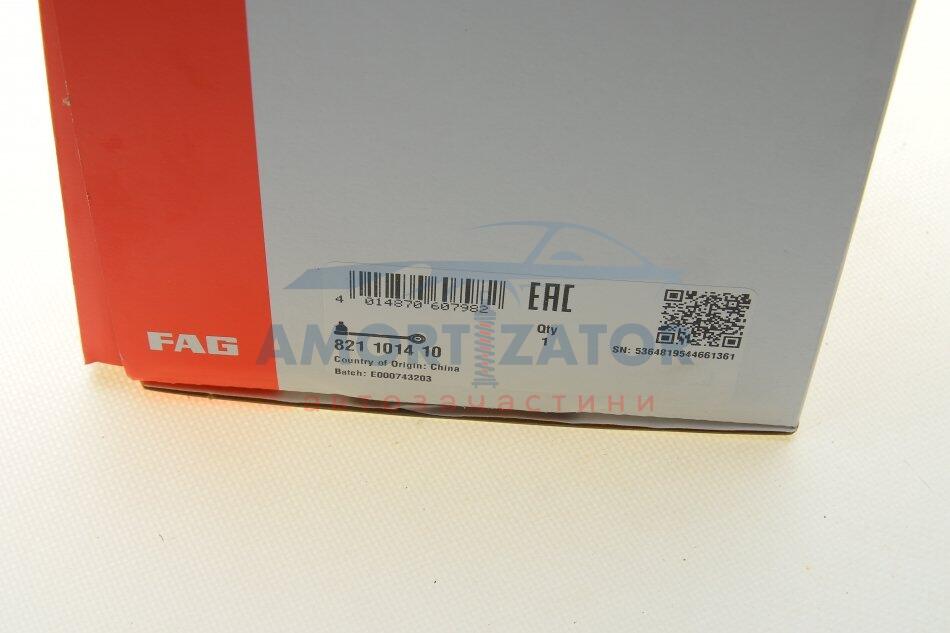 4 014870 607982
EAC
Qty
1
821 1014 10
Country of Origin: China
Batch: E000743203
SN: 5364819544661361
FAG
AMORTIZATOR
автозапчастини